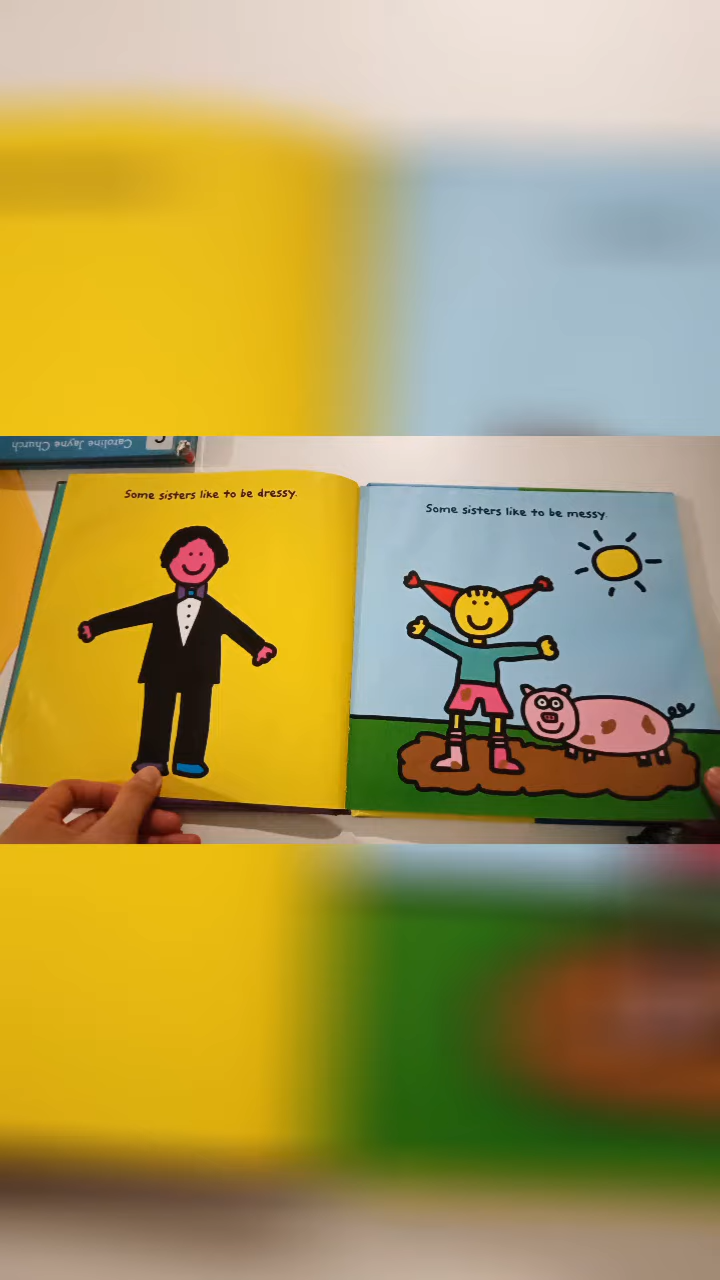 Caroline Jayne Church
C
Some sisters like to be dressy.
Some sisters like to be messy.